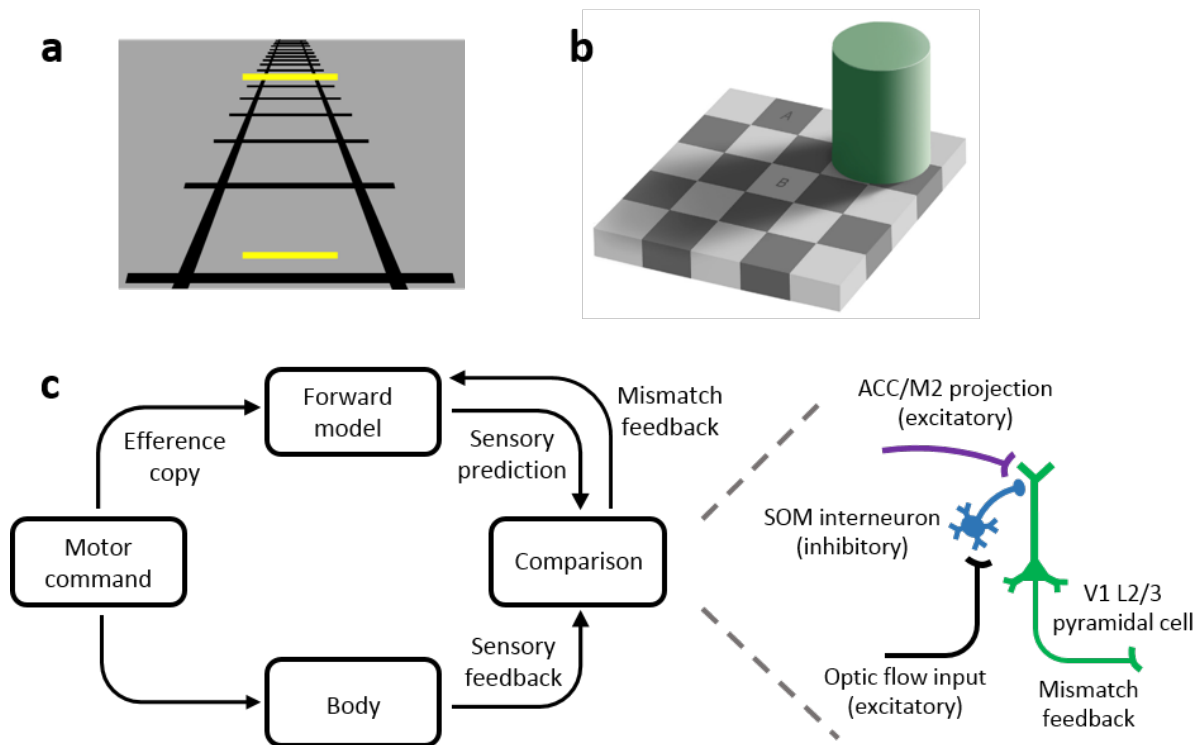 a
b
A
B
c
Forward
model
Mismatch
feedback
Efference
copy
Sensory
prediction
Motor
command
Comparison
Sensory
feedback
Body
ACC/M2 projection
(excitatory)
SOM interneuron
(inhibitory)
V1 L2/3
pyramidal cell
Optic flow input
(excitatory)
Mismatch
feedback